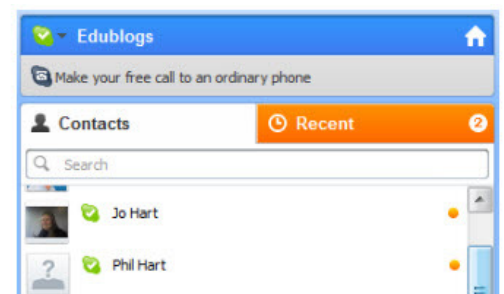 Edublogs
Make your free call to an ordinary phone
Contacts Recent 2
Search
Jo Hart
? Phil Hart